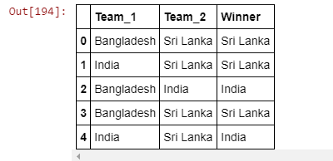 Out[194]:
Team_1 Team_2 Winner
0 Bangladesh Sri Lanka Sri Lanka
1 India Sri Lanka Sri Lanka
2 Bangladesh India India
3 Bangladesh Sri Lanka Sri Lanka
4 India Sri Lanka India